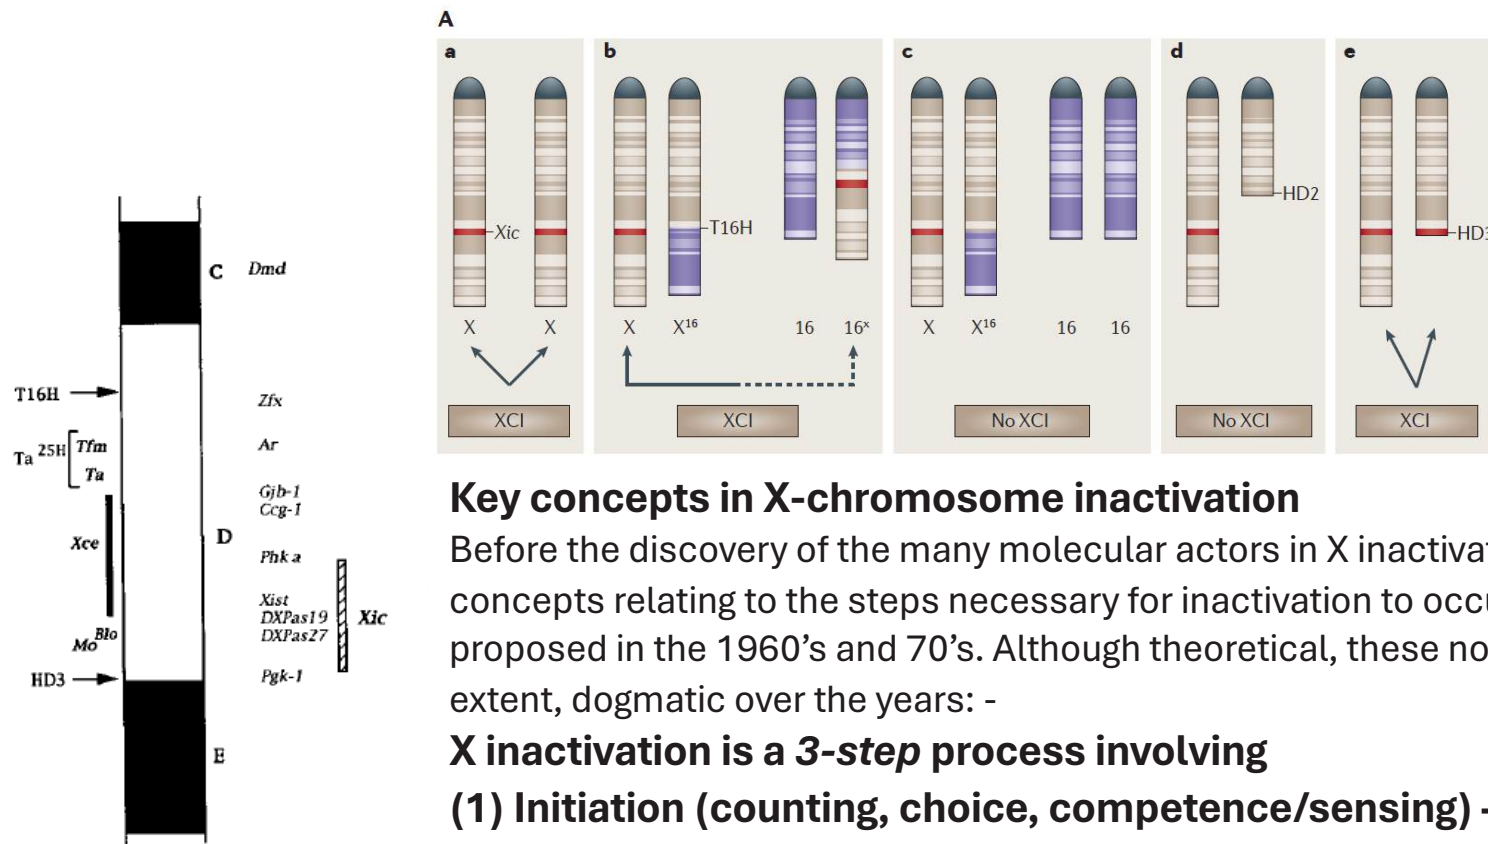 A
a
b
c
d
e
Xic
T16H
HD2
HD3
X X
X X¹⁶ 16 16ˣ
X X¹⁶ 16 16
XCI
XCI
No XCI
No XCI
XCI
C Dmd
T16H
Zfx
Ta 25H Tfm
Ta
Ar
Gjb-1
Ccg-1
Xce
D
Phka
Xist
DXPas19
DXPas27
Xic
Mo Blo
HD3
Pgk-1
E
Key concepts in X-chromosome inactivation
Before the discovery of the many molecular actors in X
concepts relating to the steps necessary for inactivation to
proposed in the 1960’s and 70’s. Although theoretical, these
extent, dogmatic over the years: -
X inactivation is a 3-step process involving
(1) Initiation (counting, choice, competence/sensing) -